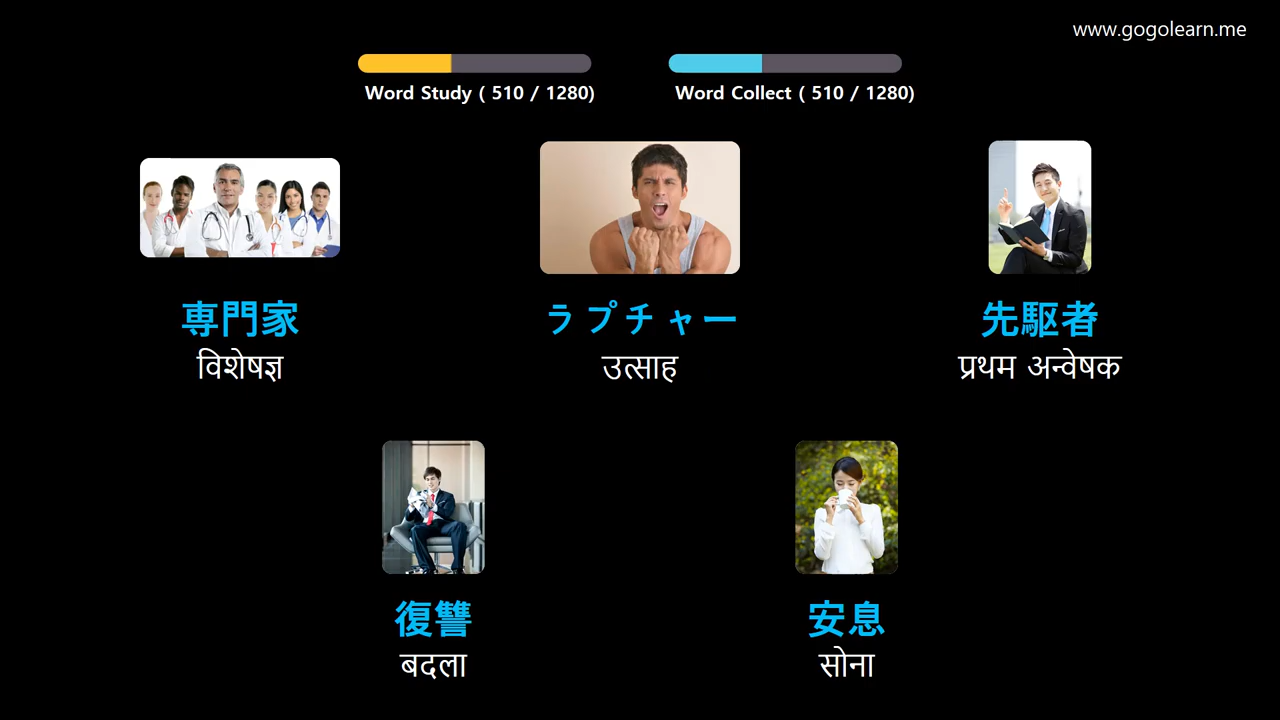 www.gogolearn.me
Word Study ( 510 / 1280)
Word Collect ( 510 / 1280)
専門家
विशेषज्ञ
ラプチャー
उत्साह
先駆者
प्रथम अन्वेषक
復讐
बदला
安息
सोना